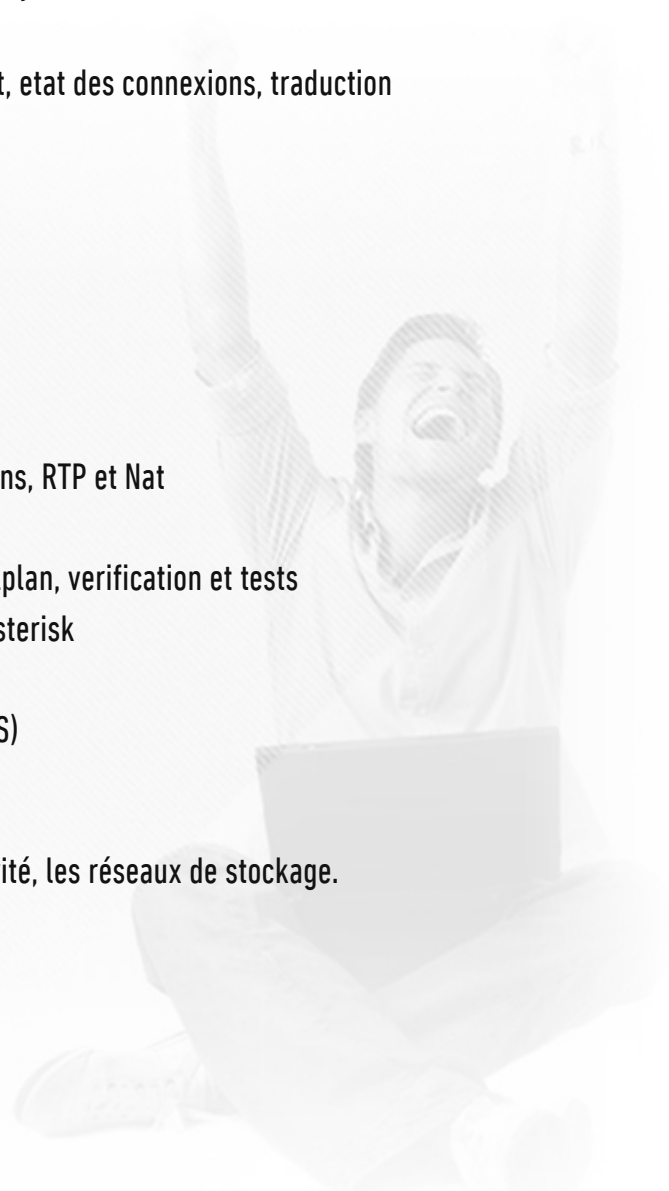 t, etat des connexions, traduction
ns, RTP et Nat
plan, verification et tests
sterisk
S)
ité, les réseaux de stockage.